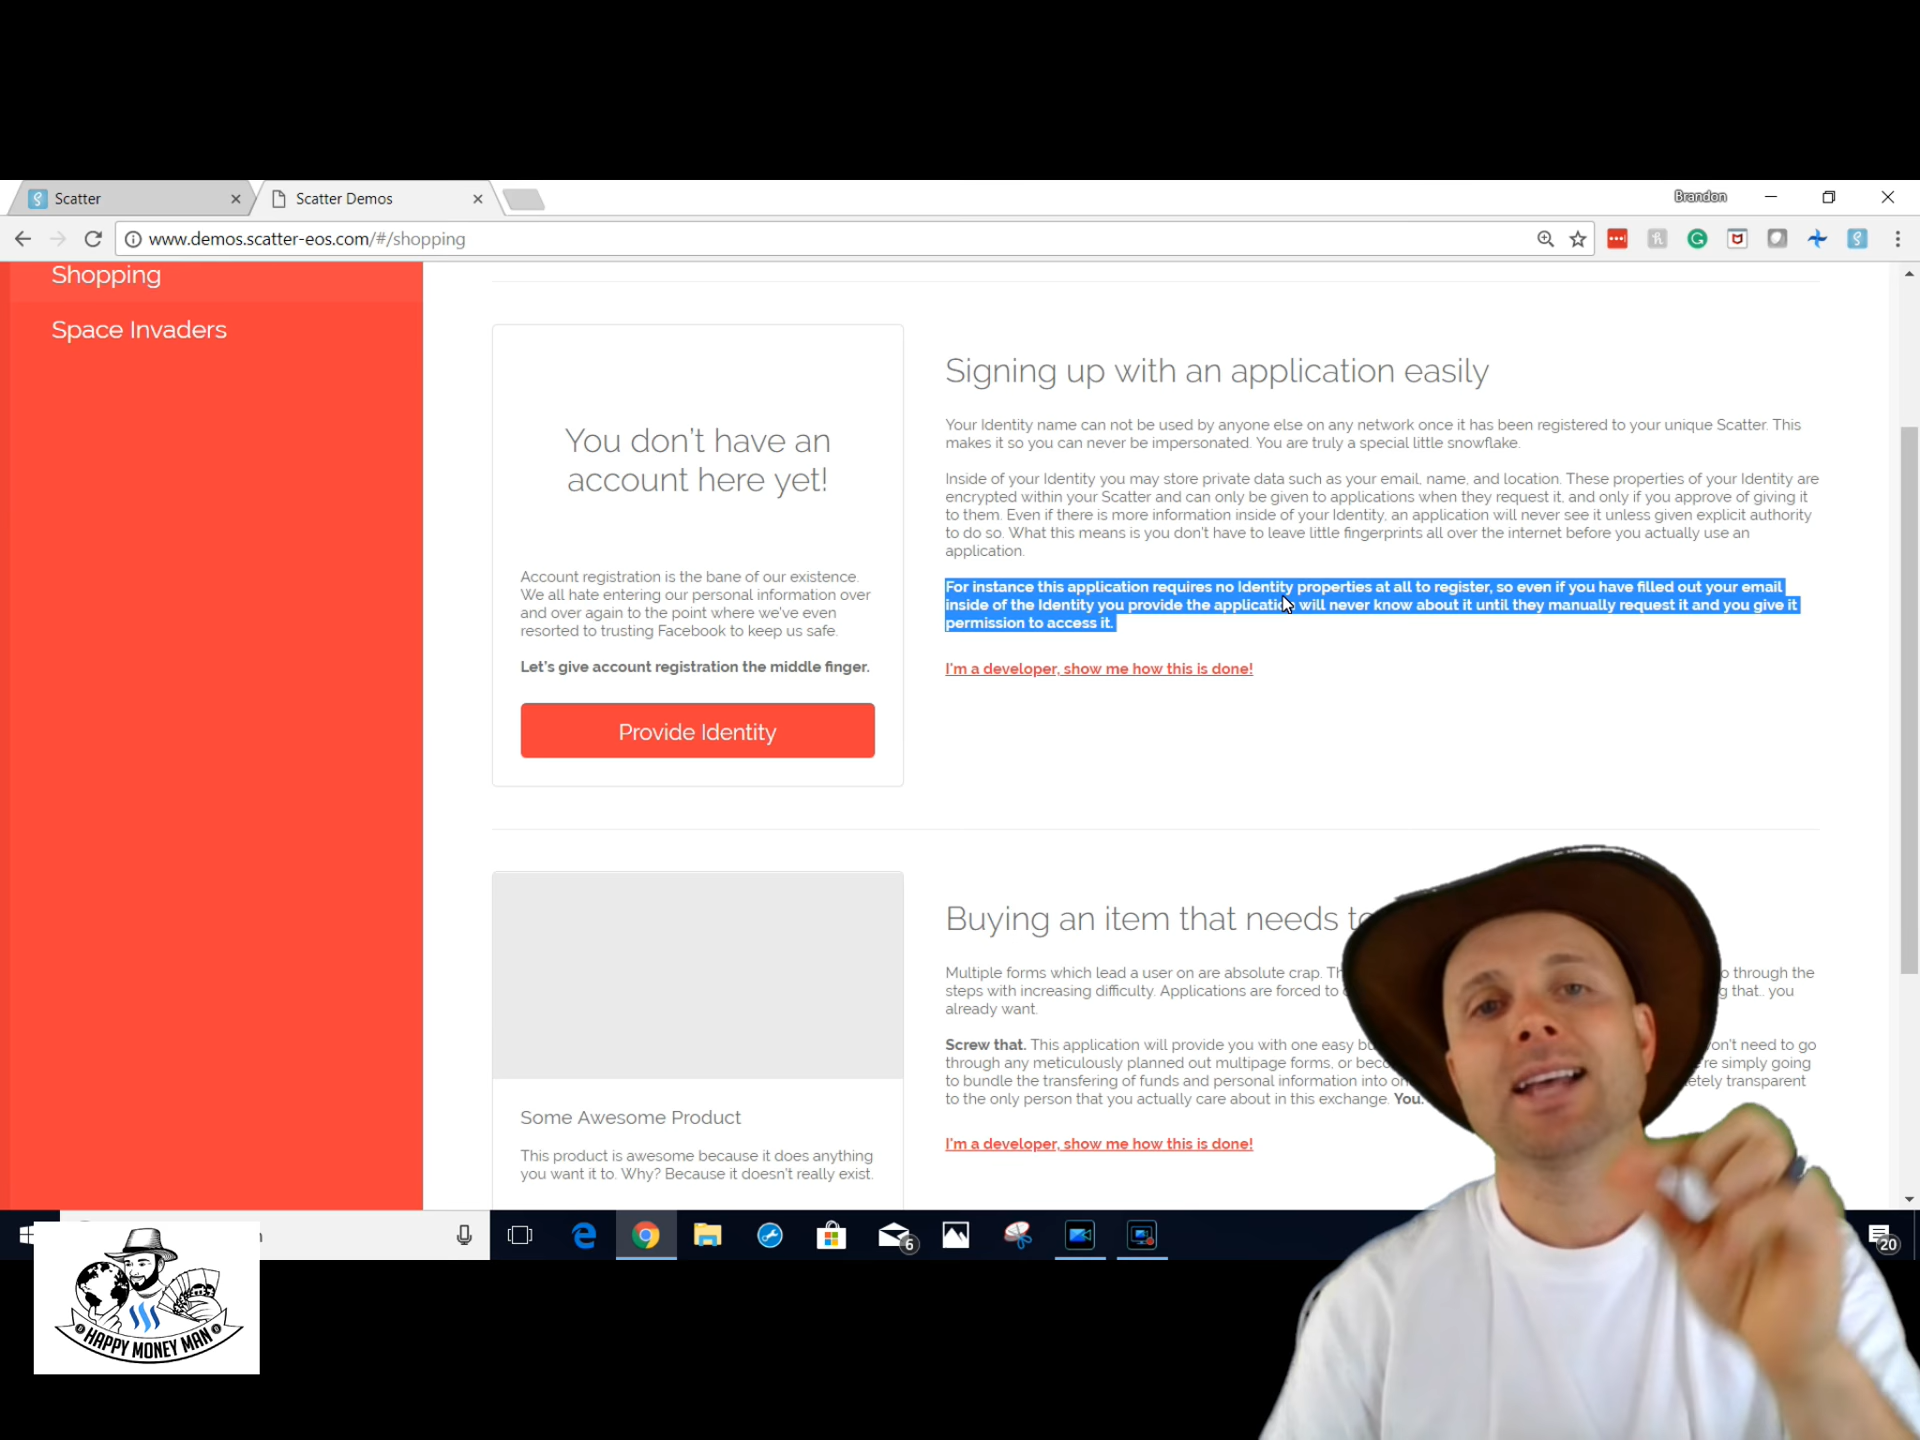 Scatter
Scatter Demos
Brandon
www.demos.scatter-eos.com/#/shopping
Shopping
Space Invaders
You don't have an
account here yet!
Account registration is the bane of our existence.
We all hate entering our personal information over
and over again to the point where we've even
resorted to trusting Facebook to keep us safe.
Let's give account registration the middle finger.
Provide Identity
Signing up with an application easily
Your Identity name can not be used by anyone else on any network once it has been registered to your unique Scatter. This
makes it so you can never be impersonated. You are truly a special little snowflake.
Inside of your Identity you may store private data such as your email, name, and location. These properties of your Identity are
encrypted within your Scatter and can only be given to applications when they request it, and only if you approve of giving it
to them. Even if there is more information inside of your Identity, an application will never see it unless given explicit authority
to do so. What this means is you don't have to leave little fingerprints all over the internet before you actually use an
application.
For instance this application requires no Identity properties at all to register, so even if you have filled out your email
inside of the Identity you provide the application will never know about it until they manually request it and you give it
permission to access it.
I'm a developer, show me how this is done!
Some Awesome Product
This product is awesome because it does anything
you want it to. Why? Because it doesn't really exist.
Buying an item that needs
Multiple forms which lead a user on are absolute crap. through the
steps with increasing difficulty. Applications are forced to that.. you
already want.
Screw that. This application will provide you with one easy need to go
through any meticulously planned out multipage forms, or simply going
to bundle the transfering of funds and personal information into transparent
to the only person that you actually care about in this exchange. You.
I'm a developer, show me how this is done!
6
20
HAPPY MONEY MAN